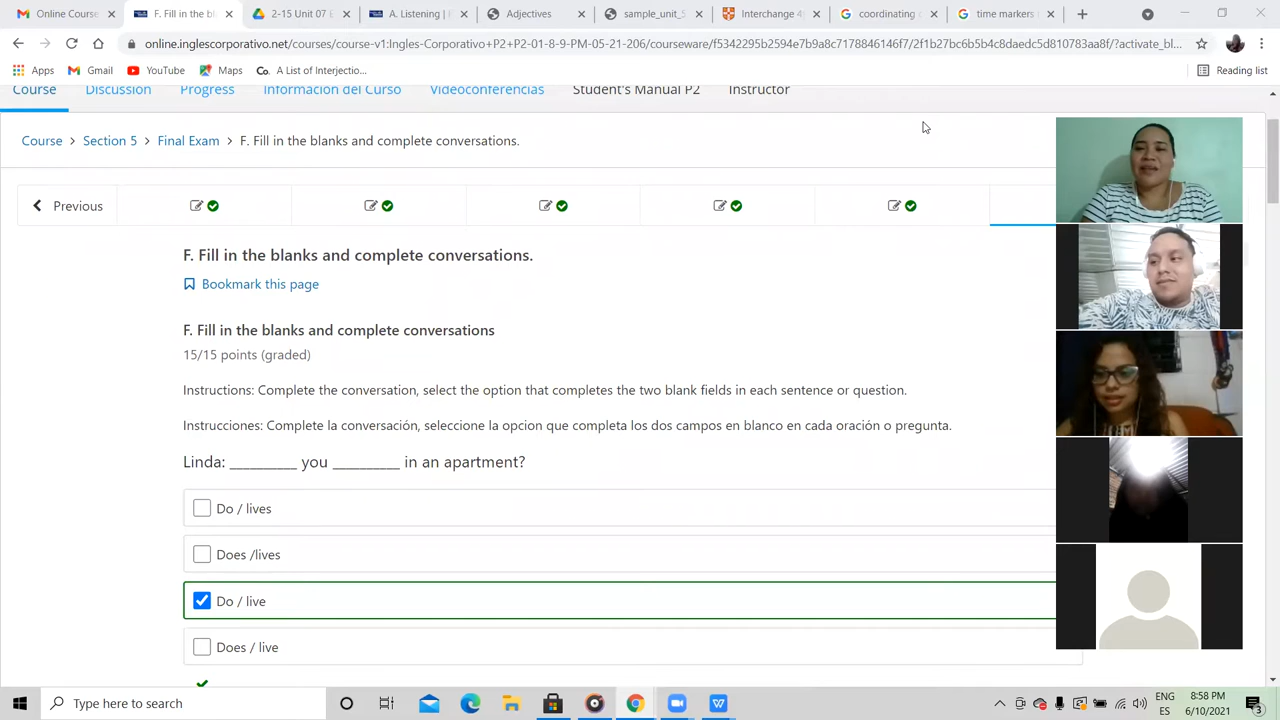 Online Course
F. Fill in the bla
2-15 Unit 07 E
A. Listening |
Adjectives
sample_unit_5
Interchange 4
coordinating c
time markers
online.inglescorporativo.net/courses/course-v1:Ingles-Corporativo+P2+P2-8-9-PM-05-21-206/courseware/f5342295b2594e7b9a8c7178846146f7/2f1b27bc6b5b4c8daedc5d810783aa8f/?activate_bl...
Apps
Gmail
YouTube
Maps
Co. A List of Interjectio...
Reading list
Course
Discussion
Progress
Información del Curso
Videoconferencias
Student's Manual P2
Instructor
Course > Section 5 > Final Exam > F. Fill in the blanks and complete conversations.
Previous
F. Fill in the blanks and complete conversations.
Bookmark this page
F. Fill in the blanks and complete conversations
15/15 points (graded)
Instructions: Complete the conversation, select the option that completes the two blank fields in each sentence or question.
Instrucciones: Complete la conversación, seleccione la opcion que completa los dos campos en blanco en cada oración o pregunta.
Linda: __________ you __________ in an apartment?
Do / lives
Does /lives
Do / live
Does / live
Type here to search
ENG
ES
8:58 PM
6/10/2021
3